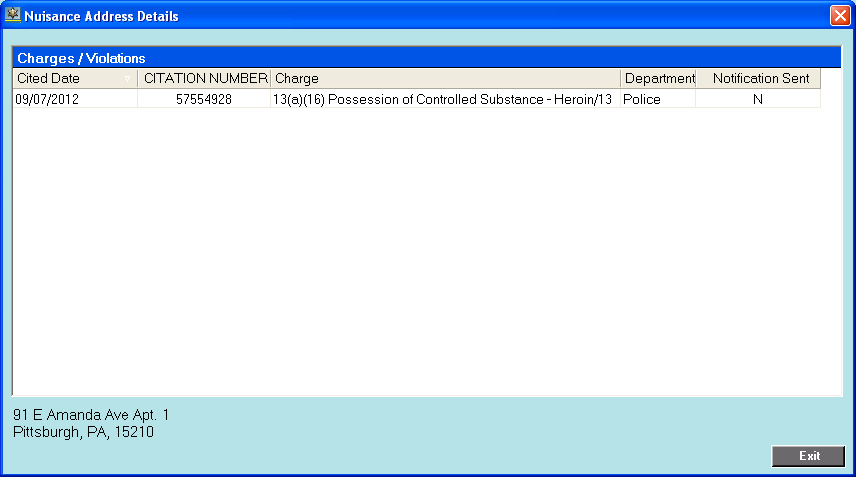 Nuisance Address Details
Charges / Violations
Cited Date CITATION NUMBER Charge Department Notification Sent
09/07/2012 57554928 13(a)(16) Possession of Controlled Substance - Heroin/13 Police N
91 E Amanda Ave Apt. 1
Pittsburgh, PA, 15210
Exit